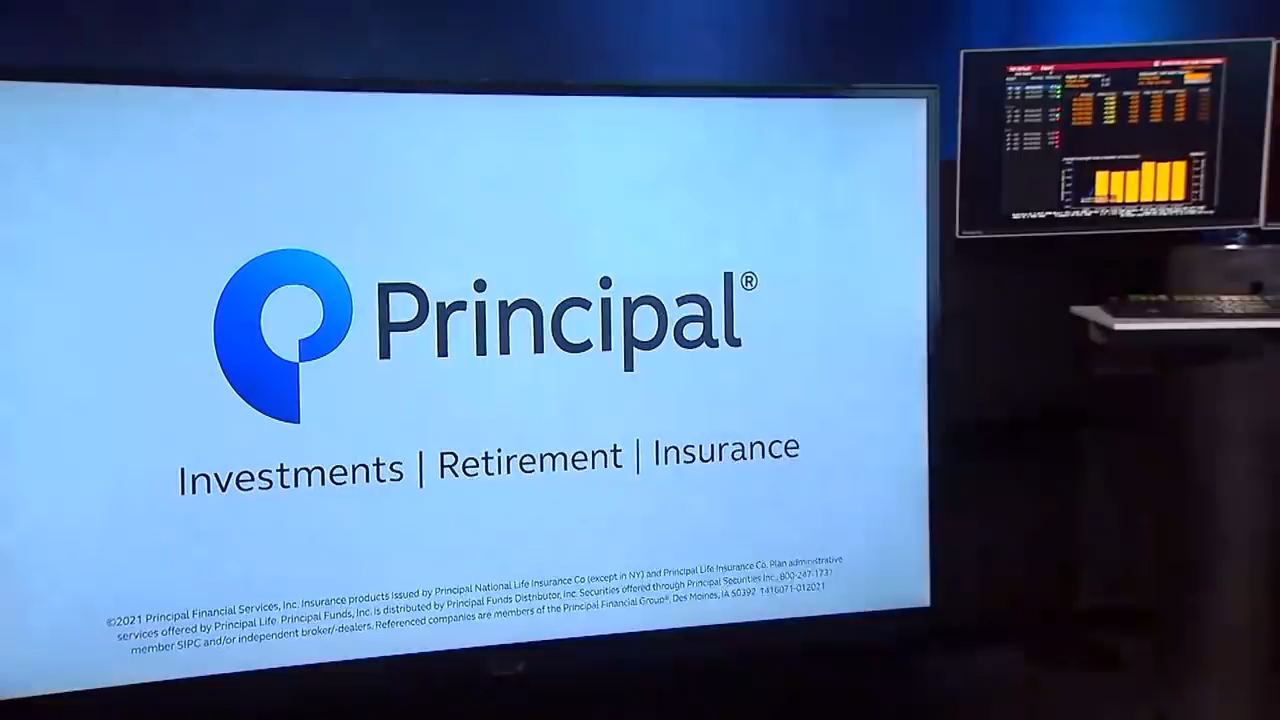 Principal®
Investments | Retirement | Insurance
©2021 Principal Financial Services, Inc. Insurance products issued by Principal National Life Insurance Co (except in NY) and Principal Life Insurance Co. Plan administrative
services offered by Principal Life. Principal Funds, Inc. is distributed by Principal Funds Distributor, Inc. Securities offered through Principal Securities Inc., 800-247-1737
member SIPC and/or independent broker/-dealers. Referenced companies are members of the Principal Financial Group®, Des Moines, IA 50392 1416071-012021